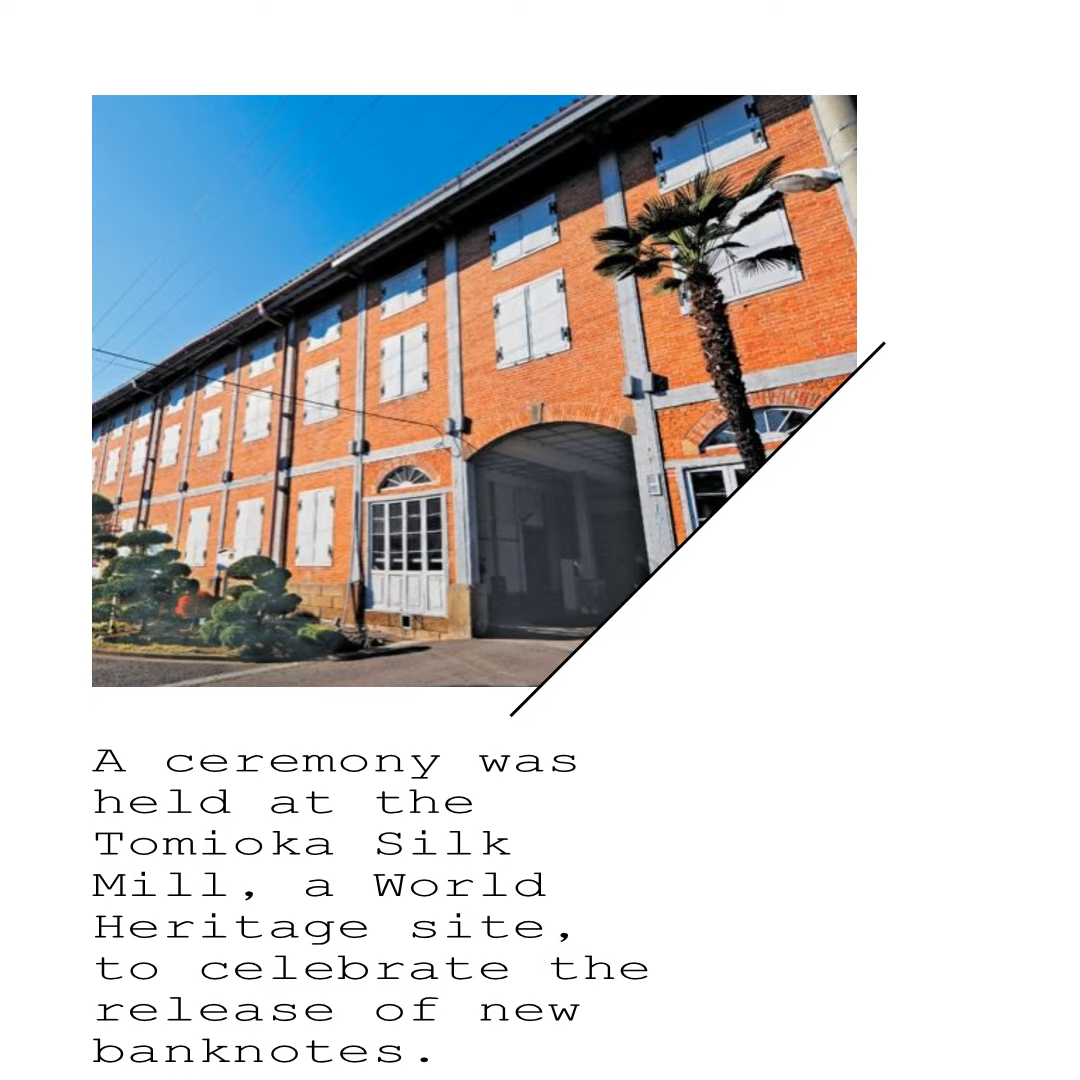 A ceremony was
held at the
Tomioka Silk
Mill, a World
Heritage site,
to celebrate the
release of new
banknotes.